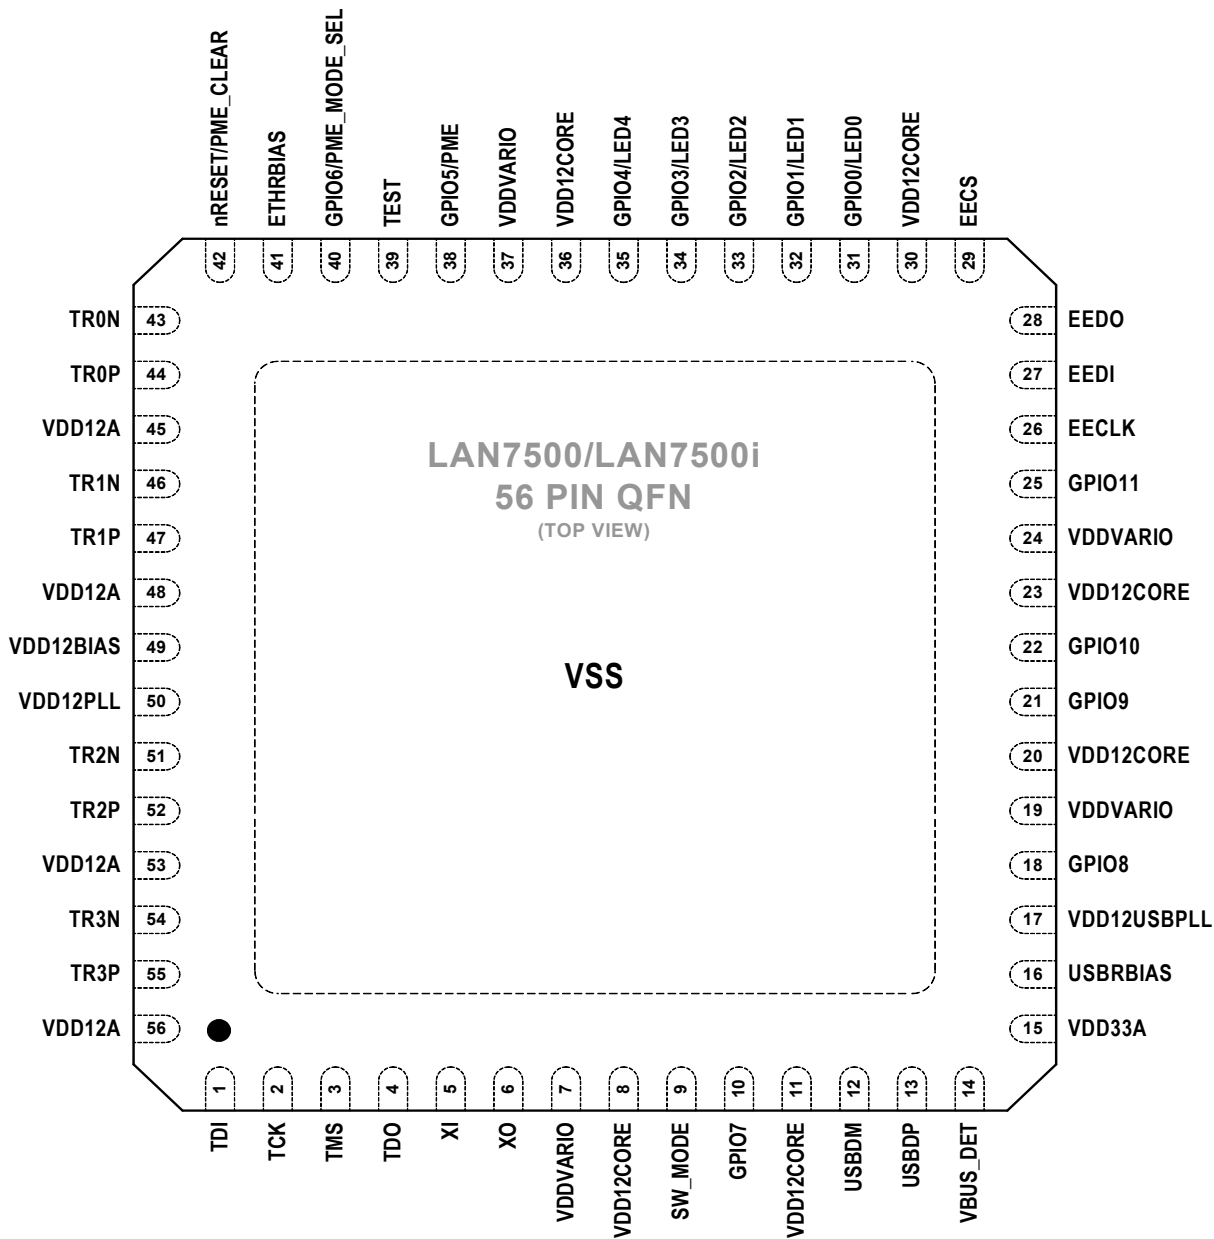 nRESET/PME_CLEAR
ETHRBIAS
GPIO6/PME_MODE_SEL
TEST
GPIO5/PME
VDDVARIO
VDD12CORE
GPIO4/LED4
GPIO3/LED3
GPIO2/LED2
GPIO1/LED1
GPIO0/LED0
VDD12CORE
EECS
42
41
40
39
38
37
36
35
34
33
32
31
30
29
TR0N 43
TR0P 44
VDD12A 45
TR1N 46
TR1P 47
VDD12A 48
VDD12BIAS 49
VDD12PLL 50
TR2N 51
TR2P 52
VDD12A 53
TR3N 54
TR3P 55
VDD12A 56
LAN7500/LAN7500i
56 PIN QFN
(TOP VIEW)
VSS
28 EEDO
27 EEDI
26 EECLK
25 GPIO11
24 VDDVARIO
23 VDD12CORE
22 GPIO10
21 GPIO9
20 VDD12CORE
19 VDDVARIO
18 GPIO8
17 VDD12USBPLL
16 USBRBIAS
15 VDD33A
1
2
3
4
5
6
7
8
9
10
11
12
13
14
TDI
TCK
TMS
TDO
XI
XO
VDDVARIO
VDD12CORE
SW_MODE
GPIO7
VDD12CORE
USBDM
USBDP
VBUS_DET